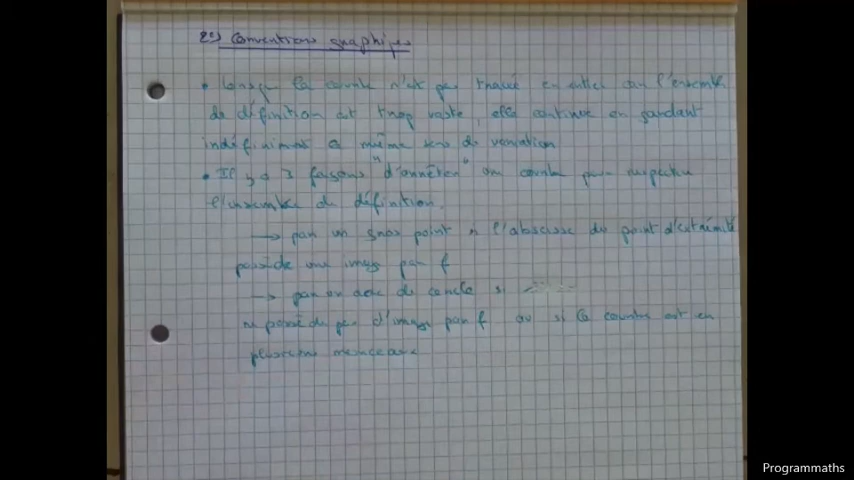 2°) Conventions graphiques
• Lorsque la courbe n'est pas tracée en entier car l'ensemble
de définition est trop vaste, elle continue en gardant
indéfiniment le même sens de variation
• Il y a 3 façons "d'arrêter" une courbe pour respecter
l'ensemble de définition.
→ par un gros point si l'abscisse du point d'extrémité
possède une image par f
→ par un arc de cercle si
ne possède pas d'image par f ou si la courbe est en
plusieurs morceaux
Programmaths